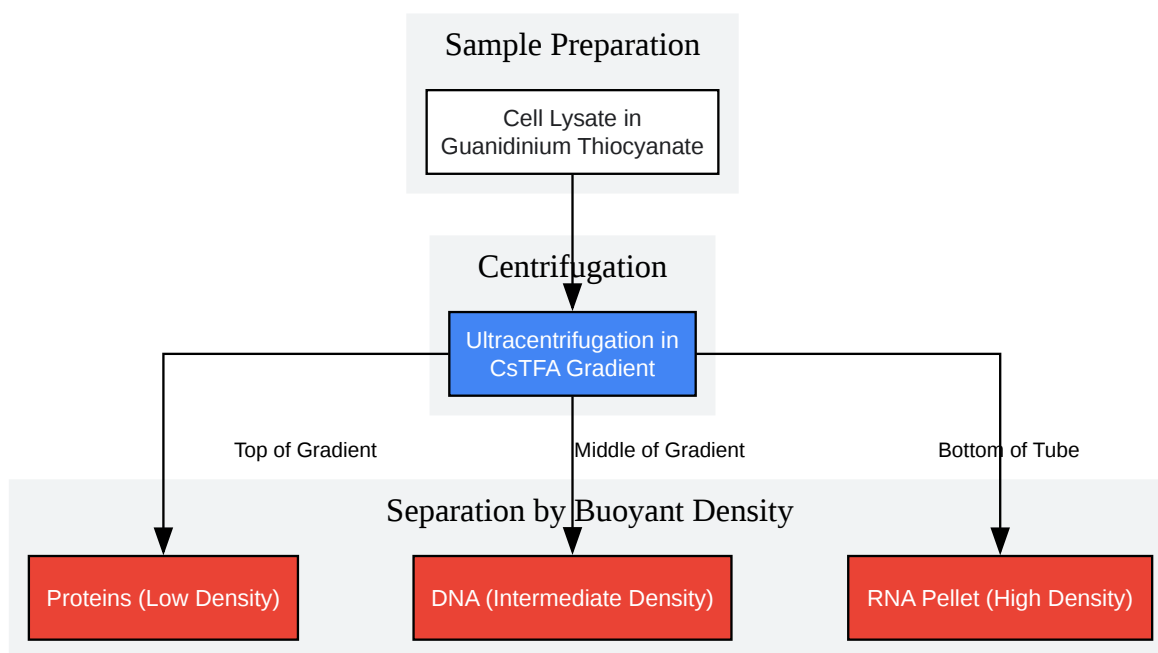 Sample Preparation
Cell Lysate in
Guanidinium Thiocyanate
Centrifugation
Ultracentrifugation in
CsTFA Gradient
Top of Gradient
Middle of Gradient
Bottom of Tube
Separation by Buoyant Density
Proteins (Low Density)
DNA (Intermediate Density)
RNA Pellet (High Density)